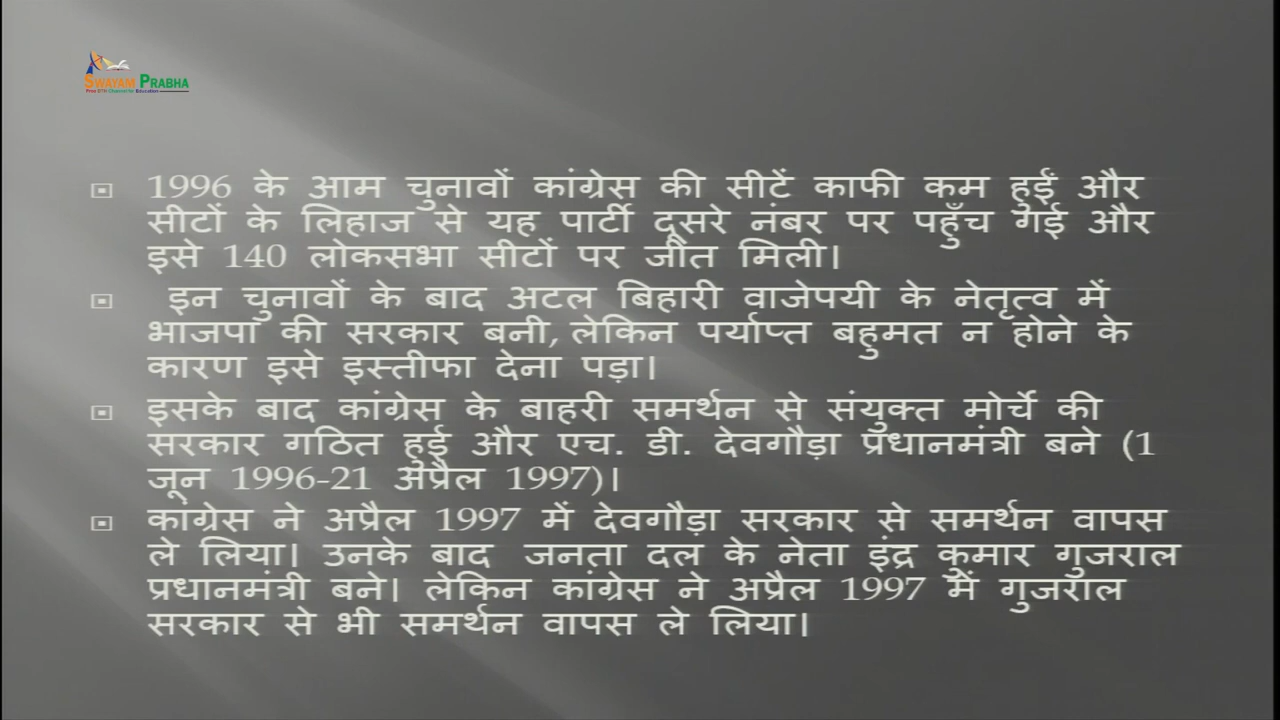 SWAYAM PRABHA
1996 के आम चुनावों कांग्रेस की सीटें काफी कम हुईं और
सीटों के लिहाज से यह पार्टी दूसरे नंबर पर पहुँच गई और
इसे 140 लोकसभा सीटों पर जीत मिली।
इन चुनावों के बाद अटल बिहारी वाजेपयी के नेतृत्व में
भाजपा की सरकार बनी, लेकिन पर्याप्त बहुमत न होने के
कारण इसे इस्तीफा देना पड़ा।
इसके बाद कांग्रेस के बाहरी समर्थन से संयुक्त मोर्चे की
सरकार गठित हुई और एच. डी. देवगौड़ा प्रधानमंत्री बने (1
जून 1996-21 अप्रैल 1997)।
कांग्रेस ने अप्रैल 1997 में देवगौड़ा सरकार से समर्थन वापस
ले लिया। उनके बाद जनता दल के नेता इंद्र कुमार गुजराल
प्रधानमंत्री बने। लेकिन कांग्रेस ने अप्रैल 1997 में गुजराल
सरकार से भी समर्थन वापस ले लिया।